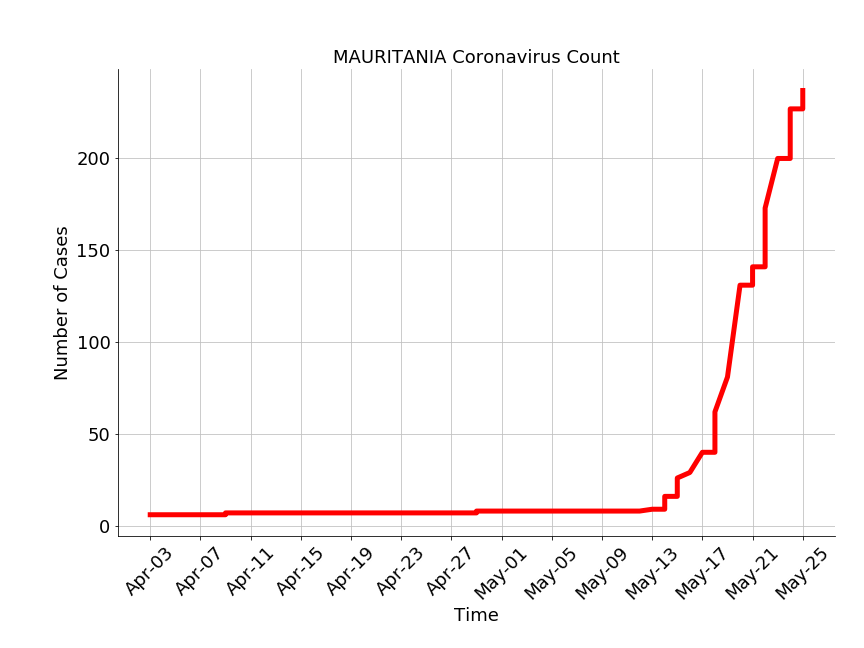 MAURITANIA Coronavirus Count
Number of Cases
200
150
100
50
0
Apr-03 Apr-07 Apr-11 Apr-15 Apr-19 Apr-23 Apr-27 May-01 May-05 May-09 May-13 May-17 May-21 May-25
Time